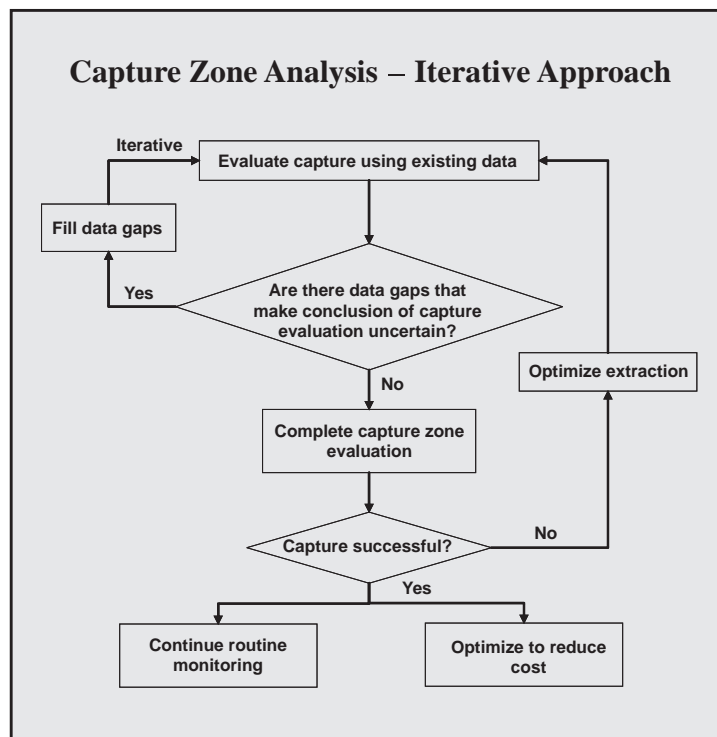 Capture Zone Analysis – Iterative Approach
Iterative
Evaluate capture using existing data
Fill data gaps
Yes
Are there data gaps that
make conclusion of capture
evaluation uncertain?
Optimize extraction
No
Complete capture zone
evaluation
Capture successful?
No
Yes
Continue routine
monitoring
Optimize to reduce
cost